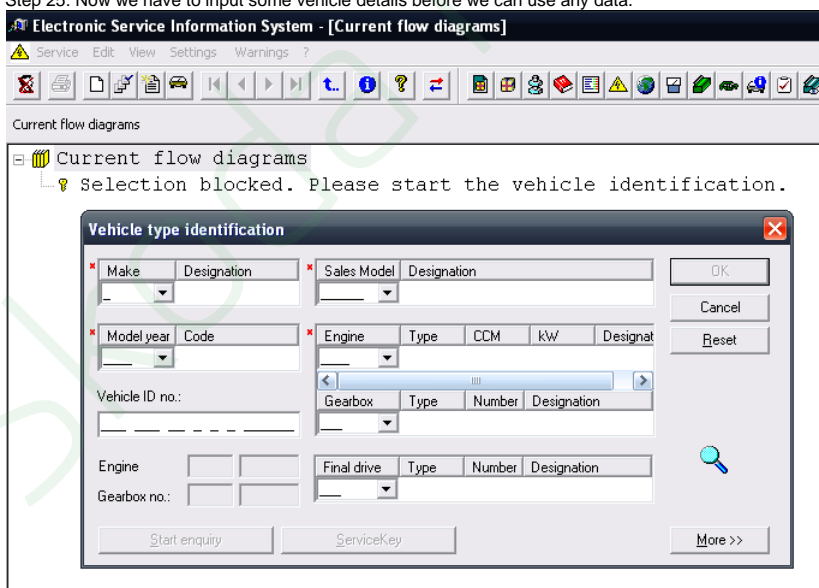 Step 25: Now we have to input some vehicle details before we can use any data.
Electronic Service Information System - [Current flow diagrams]
Service Edit View Settings Warnings ?
Current flow diagrams
Current flow diagrams
Selection blocked. Please start the vehicle identification.
Vehicle type identification
Make Designation
Sales Model Designation
OK
Cancel
Model year Code
Engine Type CCM kW Designat
Reset
Vehicle ID no.:
Gearbox Type Number Designation
Engine
Final drive Type Number Designation
Gearbox no.:
Start enquiry
ServiceKey
More >>